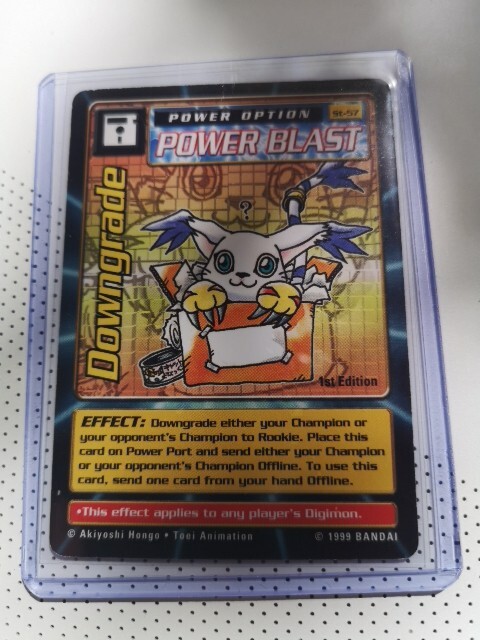 POWER OPTION
St-57
POWER BLAST
Downgrade
?
1st Edition
EFFECT: Downgrade either your Champion or
your opponent's Champion to Rookie. Place this
card on Power Port and send either your Champion
or your opponent's Champion Offline. To use this
card, send one card from your hand Offline.
•This effect applies to any player's Digimon.
© Akiyoshi Hongo • Toei Animation
© 1999 BANDAI